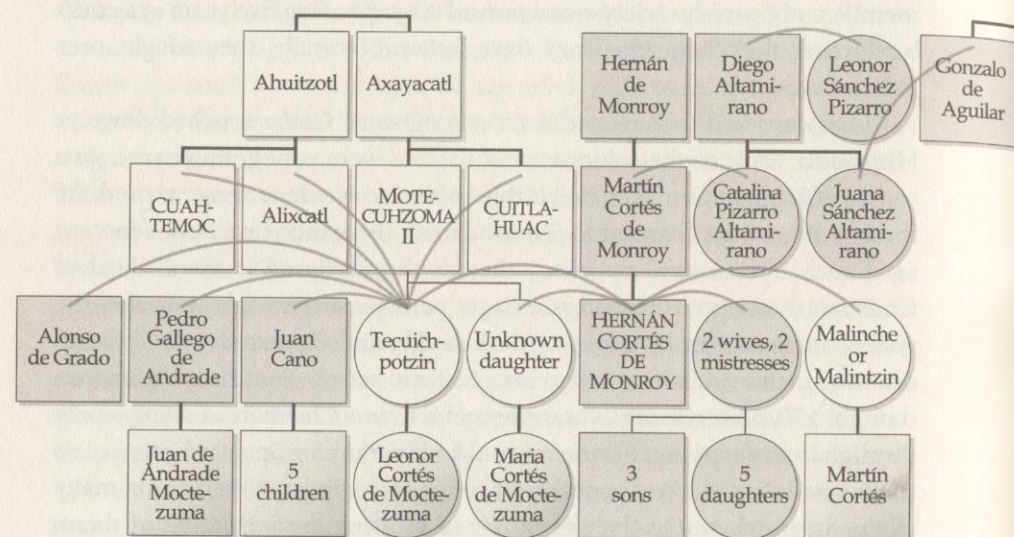 Ahuitzotl
Axayacatl
Hernán
de
Monroy
Diego
Altami-
rano
Leonor
Sánchez
Pizarro
Gonzalo
de
Aguilar
CUAH-
TEMOC
Alixcatl
MOTE-
CUHZOMA
II
CUITLA-
HUAC
Martín
Cortés
de
Monroy
Catalina
Pizarro
Altami-
rano
Juana
Sánchez
Altami-
rano
Alonso
de Grado
Pedro
Gallego
de
Andrade
Juan
Cano
Tecuich-
potzin
Unknown
daughter
HERNÁN
CORTÉS
DE
MONROY
2 wives, 2
mistresses
Malinche
or
Malintzin
Juan de
Andrade
Mocte-
zuma
5
children
Leonor
Cortés
de Mocte-
zuma
Maria
Cortés
de Mocte-
zuma
3
sons
5
daughters
Martín
Cortés